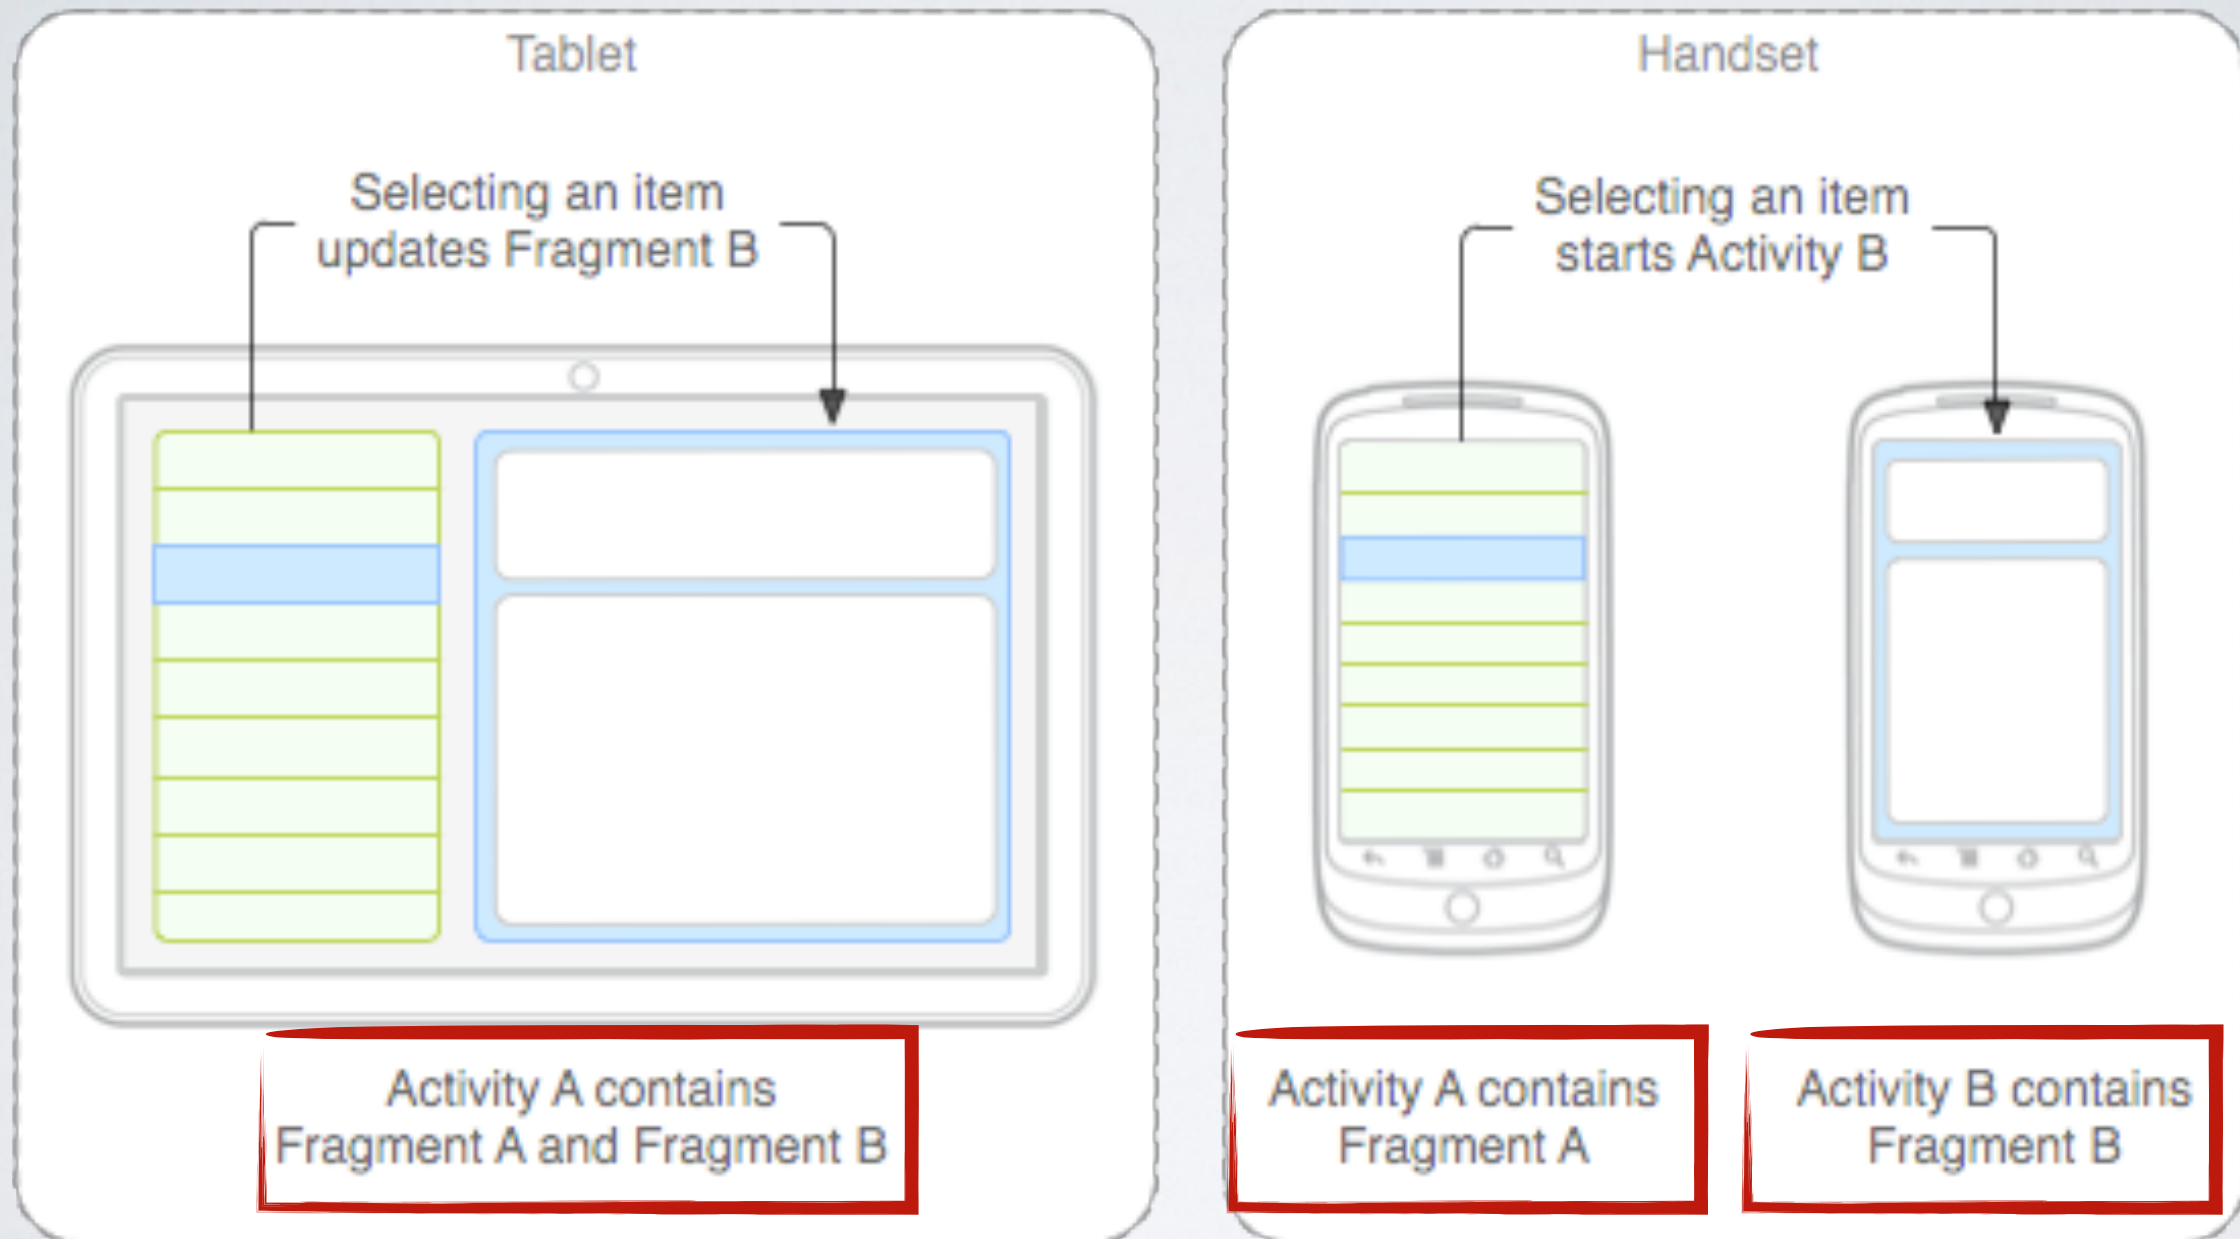 Tablet
Selecting an item
updates Fragment B
Activity A contains
Fragment A and Fragment B
Handset
Selecting an item
starts Activity B
Activity A contains
Fragment A
Activity B contains
Fragment B